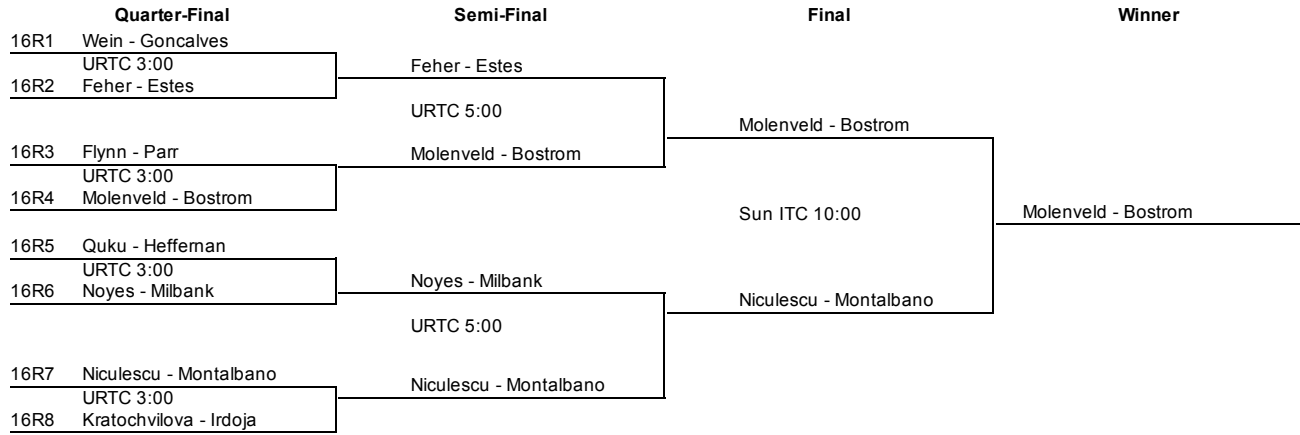 Quarter-Final Semi-Final Final Winner
16R1 Wein - Goncalves
URTC 3:00 Feher - Estes
16R2 Feher - Estes
URTC 5:00
Molenveld - Bostrom
16R3 Flynn - Parr Molenveld - Bostrom
URTC 3:00
16R4 Molenveld - Bostrom
Sun ITC 10:00 Molenveld - Bostrom
16R5 Quku - Heffernan
URTC 3:00
Noyes - Milbank
16R6 Noyes - Milbank
Niculescu - Montalbano
URTC 5:00
16R7 Niculescu - Montalbano
Niculescu - Montalbano
URTC 3:00
16R8 Kratochvilova - Irdoja